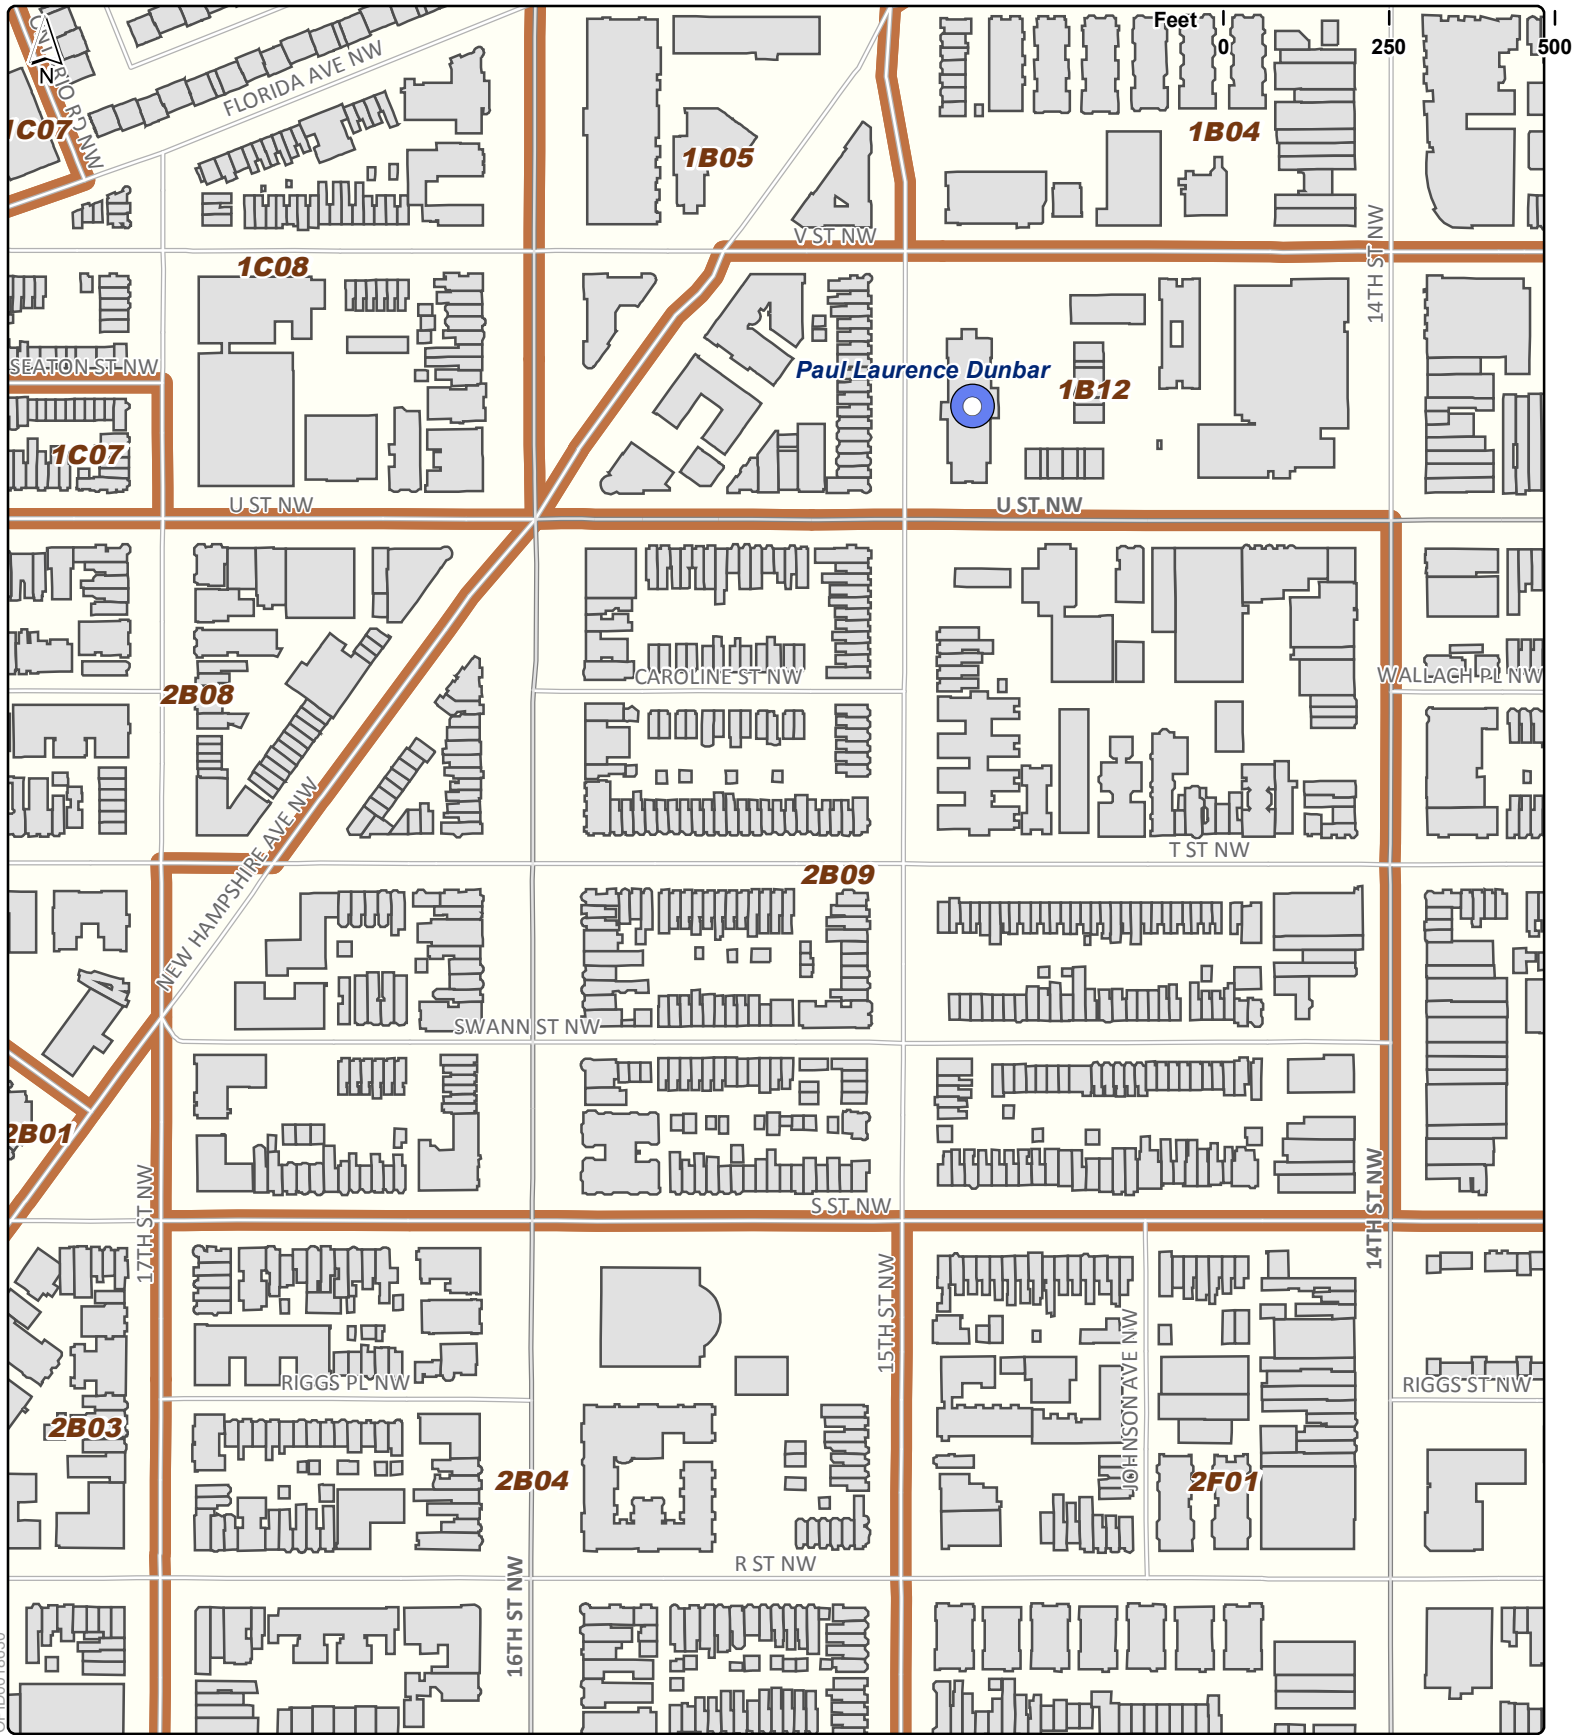 Feet
0
250
500
N
ONTARIO RD NW
FLORIDA AVE NW
1C07
1B05
1B04
V ST NW
14TH ST NW
1C08
SEATON ST NW
Paul Laurence Dunbar
1B12
1C07
U ST NW
U ST NW
CAROLINE ST NW
WALLACH PL NW
2B08
NEW HAMPSHIRE AVE NW
T ST NW
2B09
SWANN ST NW
2B01
17TH ST NW
S ST NW
14TH ST NW
15TH ST NW
JOHNSON AVE NW
RIGGS PL NW
RIGGS ST NW
2B03
2B04
2F01
R ST NW
16TH ST NW